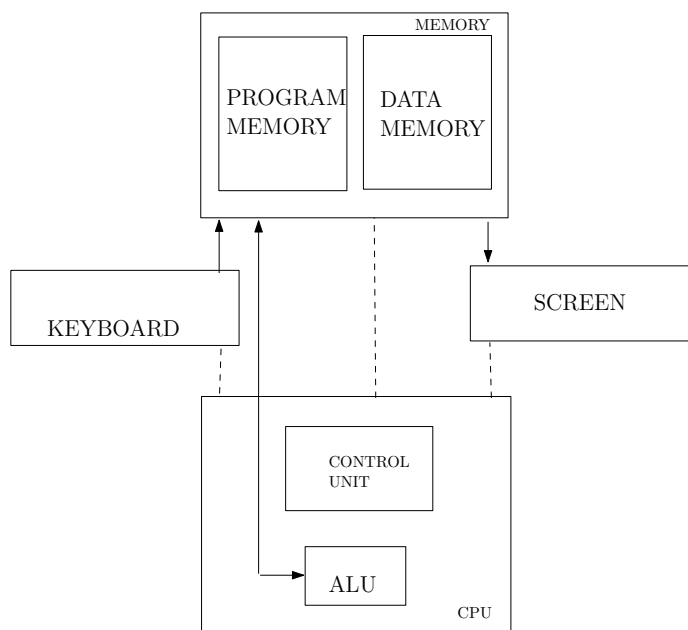 MEMORY
PROGRAM
MEMORY
DATA
MEMORY
KEYBOARD
SCREEN
CONTROL
UNIT
ALU
CPU